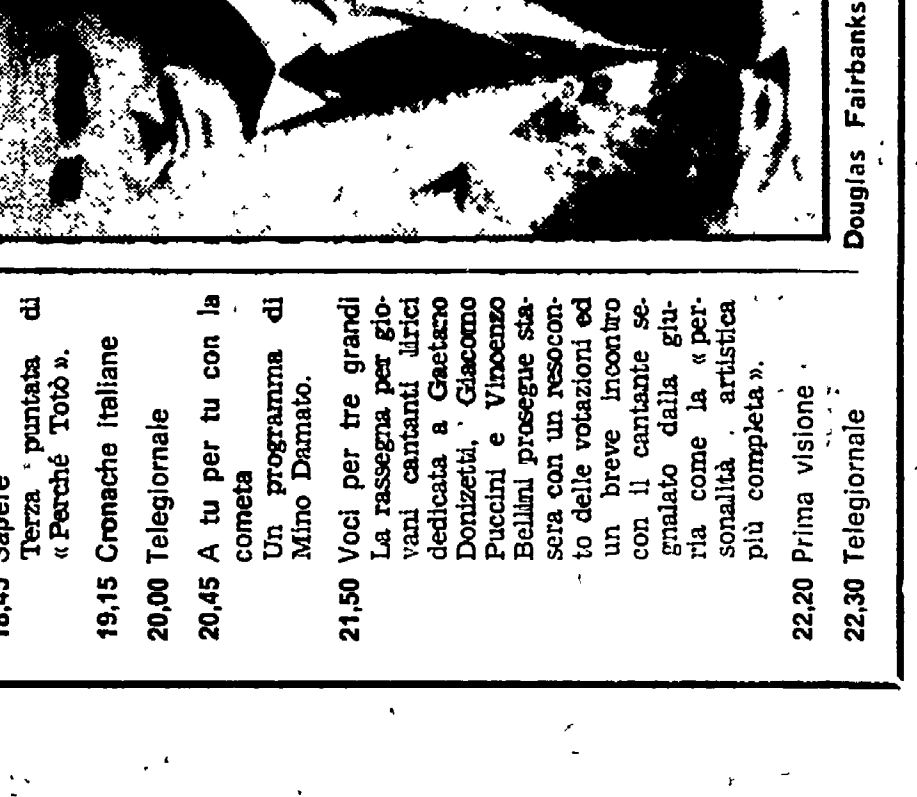 Sapere
Terza puntata di
« Perché Totò ».
19,15 Cronache italiane
20,00 Telegiornale
20,45 A tu per tu con la
cometa
Un programma di
Mino Damato.
21,50 Voci per tre grandi
La rassegna per gio-
vani cantanti lirici
dedicata a Gaetano
Donizetti, Giacomo
Puccini e Vincenzo
Bellini prosegue sta-
sera con un resocon-
to delle votazioni ed
un breve incontro
con il cantante se-
gnalato dalla giu-
ria come la « per-
sonalità artistica
più completa ».
22,20 Prima visione
22,30 Telegiornale
Douglas Fairbanks